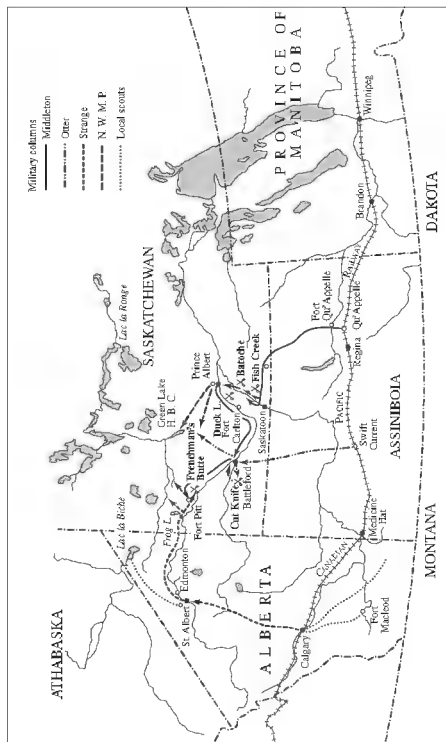 Military columns
Middleton
Otter
Strange
N. W. M. P.
Local scouts
ATHABASKA
SASKATCHEWAN
PROVINCE OF
MANITOBA
ALBERTA
ASSINIBOIA
MONTANA
DAKOTA
Lac la Ronge
Lac la Biche
Green Lake
H. B. C.
Prince
Albert
Frenchman's
Butte
Frog L.
Fort Pitt
Edmonton
St. Albert
Duck L.
Fort
Carlton
Batoche
Fish Creek
Cut Knife
Battleford
Saskatoon
Fort
Qu'Appelle
Qu'Appelle
Regina
Swift
Current
Medicine
Hat
Fort
Macleod
Calgary
Brandon
Winnipeg
CANADIAN
PACIFIC
RAILWAY